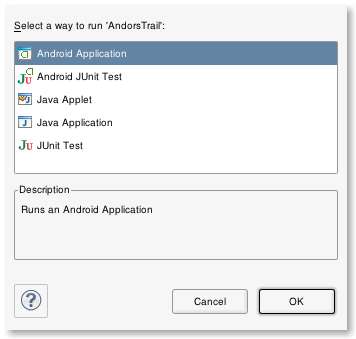 Select a way to run 'AndorsTrail':
Android Application
Android JUnit Test
Java Applet
Java Application
JUnit Test
Description
Runs an Android Application
Cancel
OK